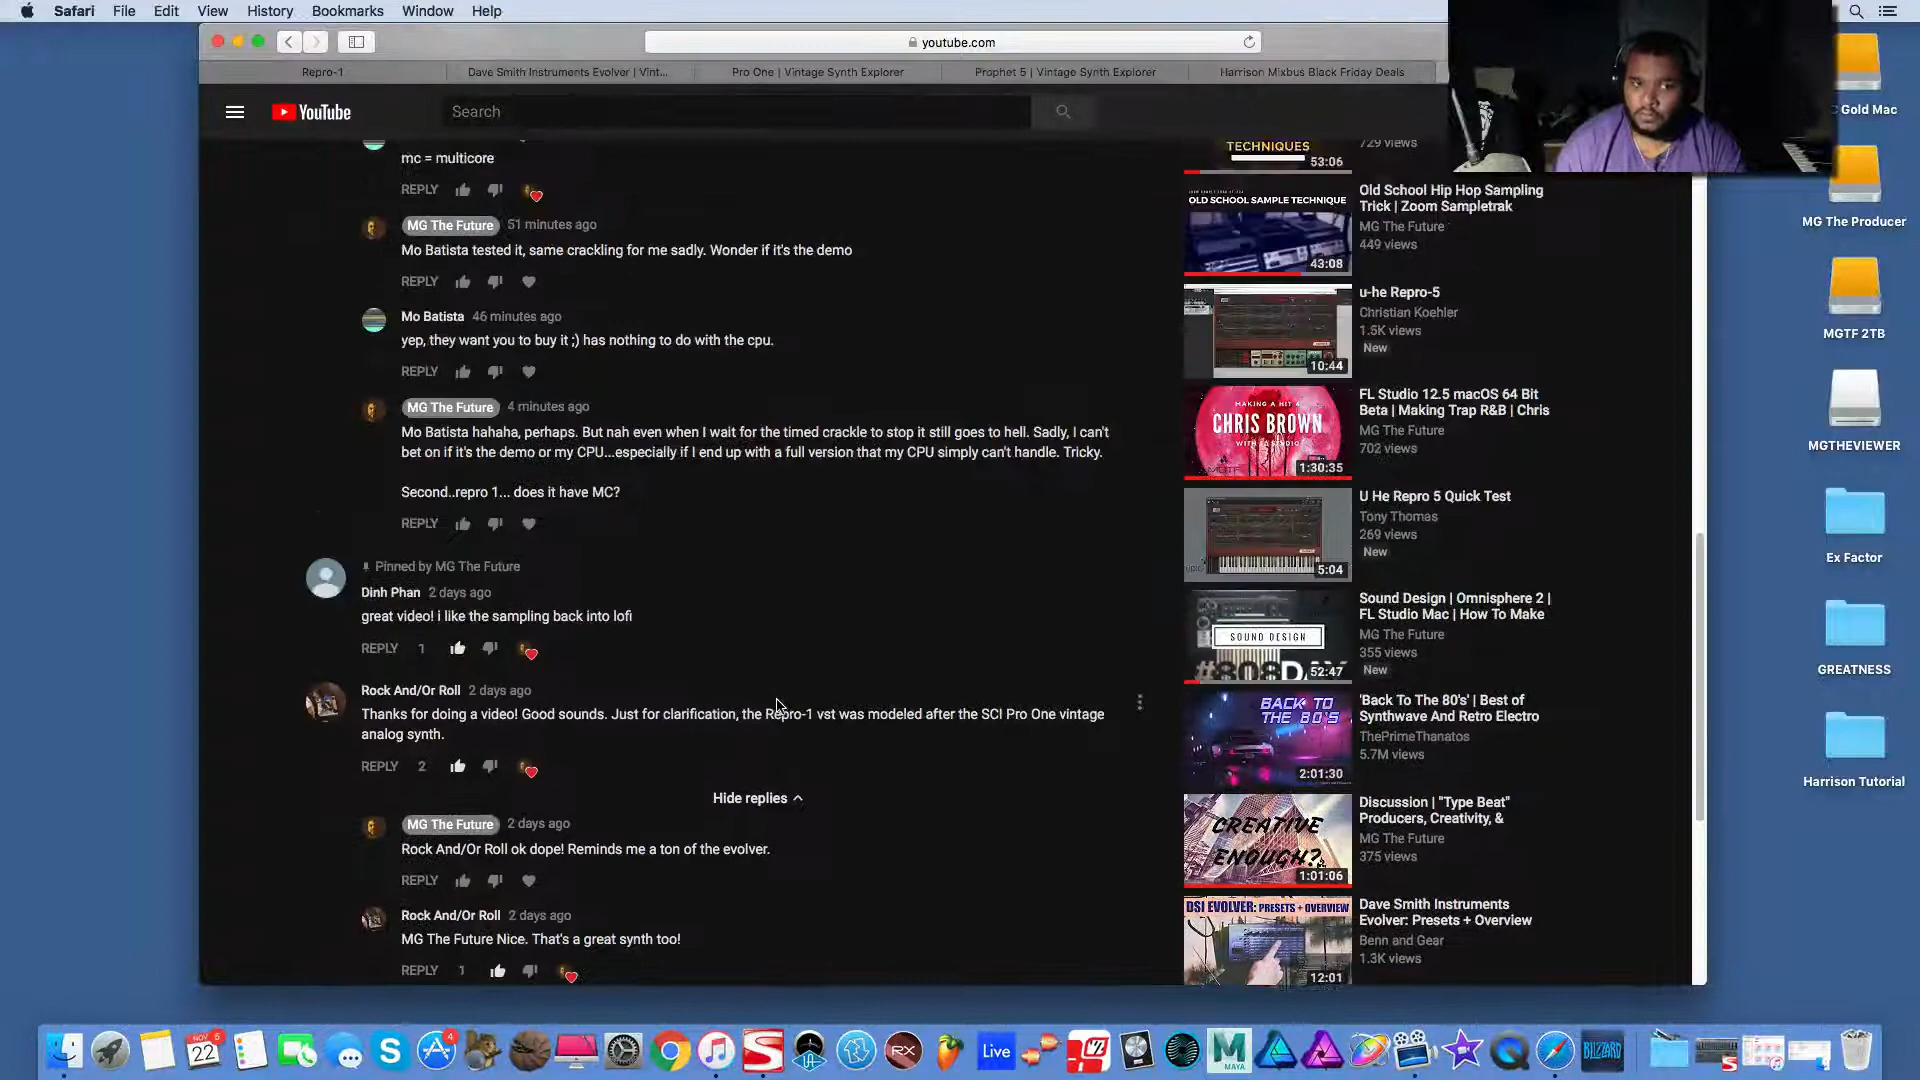 Safari File Edit View History Bookmarks Window Help
youtube.com
Repro-1
Dave Smith Instruments Evolver | Vint...
Pro One | Vintage Synth Explorer
Prophet 5 | Vintage Synth Explorer
Harrison Mixbus Black Friday Deals
YouTube
Search
mc = multicore
REPLY
MG The Future 51 minutes ago
Mo Batista tested it, same crackling for me sadly. Wonder if it's the demo
REPLY
Mo Batista 46 minutes ago
yep, they want you to buy it ;) has nothing to do with the cpu.
REPLY
MG The Future 4 minutes ago
Mo Batista hahaha, perhaps. But nah even when I wait for the timed crackle to stop it still goes to hell. Sadly, I can't
bet on if it's the demo or my CPU...especially if I end up with a full version that my CPU simply can't handle. Tricky.
Second..repro 1... does it have MC?
REPLY
Pinned by MG The Future
Dinh Phan 2 days ago
great video! i like the sampling back into lofi
REPLY 1
Rock And/Or Roll 2 days ago
Thanks for doing a video! Good sounds. Just for clarification, the Repro-1 vst was modeled after the SCI Pro One vintage
analog synth.
REPLY 2
Hide replies
MG The Future 2 days ago
Rock And/Or Roll ok dope! Reminds me a ton of the evolver.
REPLY
Rock And/Or Roll 2 days ago
MG The Future Nice. That's a great synth too!
REPLY 1
TECHNIQUES
53:06
729 views
OLD SCHOOL SAMPLE TECHNIQUE
43:08
Old School Hip Hop Sampling
Trick | Zoom Sampletrak
MG The Future
449 views
10:44
u-he Repro-5
Christian Koehler
1.5K views
New
MAKING A HIT 4
CHRIS BROWN
WITH FL STUDIO
MGTF
1:30:35
FL Studio 12.5 macOS 64 Bit
Beta | Making Trap R&B | Chris
MG The Future
702 views
5:04
U He Repro 5 Quick Test
Tony Thomas
269 views
New
SOUND DESIGN
#808DAY
52:47
Sound Design | Omnisphere 2 |
FL Studio Mac | How To Make
MG The Future
355 views
New
BACK TO
THE 80'S
2:01:30
'Back To The 80's' | Best of
Synthwave And Retro Electro
ThePrimeThanatos
5.7M views
CREATIVE
ENOUGH?
1:01:06
Discussion | "Type Beat"
Producers, Creativity, &
MG The Future
375 views
DSI EVOLVER: PRESETS + OVERVIEW
12:01
Dave Smith Instruments
Evolver: Presets + Overview
Benn and Gear
1.3K views
Gold Mac
MG The Producer
MGTF 2TB
MGTHEVIEWER
Ex Factor
GREATNESS
Harrison Tutorial
NOV
22
6
4
RX
Live
MAYA
BLIZZARD